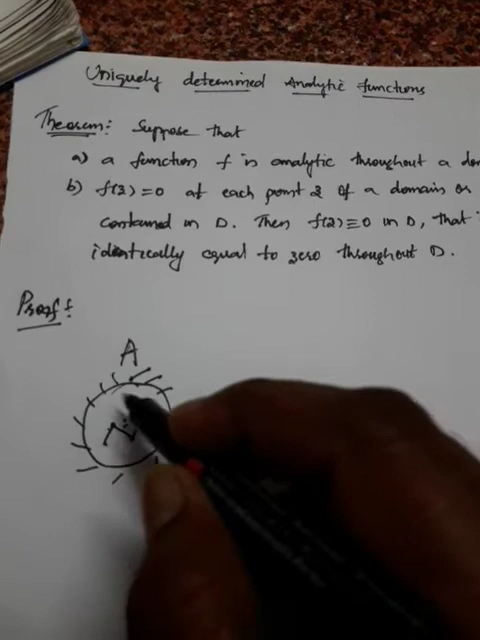 Uniquely determined Analytic functions
Theorem: Suppose that
a) a function f is analytic throughout a
b) f(z)=0 at each point z of a domain or
contained in D. Then f(z)≡0 in D, that
identically equal to zero throughout D.
Proof:
A